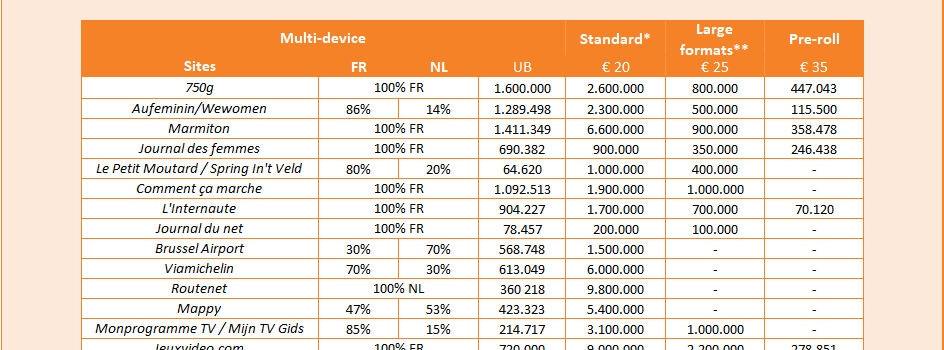 Multi-device Standard* Large formats** Pre-roll
Sites FR NL UB € 20 € 25 € 35
750g 100% FR 1.600.000 2.600.000 800.000 447.043
Aufeminin/Wewomen 86% 14% 1.289.498 2.300.000 500.000 115.500
Marmiton 100% FR 1.411.349 6.600.000 900.000 358.478
Journal des femmes 100% FR 690.382 900.000 350.000 246.438
Le Petit Moutard / Spring In't Veld 80% 20% 64.620 1.000.000 400.000 -
Comment ça marche 100% FR 1.092.513 1.900.000 1.000.000 -
L'Internaute 100% FR 904.227 1.700.000 700.000 70.120
Journal du net 100% FR 78.457 200.000 100.000 -
Brussel Airport 30% 70% 568.748 1.500.000 - -
Viamichelin 70% 30% 613.049 6.000.000 - -
Routenet 100% NL 360 218 9.800.000 - -
Mappy 47% 53% 423.323 5.400.000 - -
Monprogramme TV / Mijn TV Gids 85% 15% 214.717 3.100.000 1.000.000 -
Jeuxvideo.com 100% FR 720.000 9.000.000 2.200.000 278.851